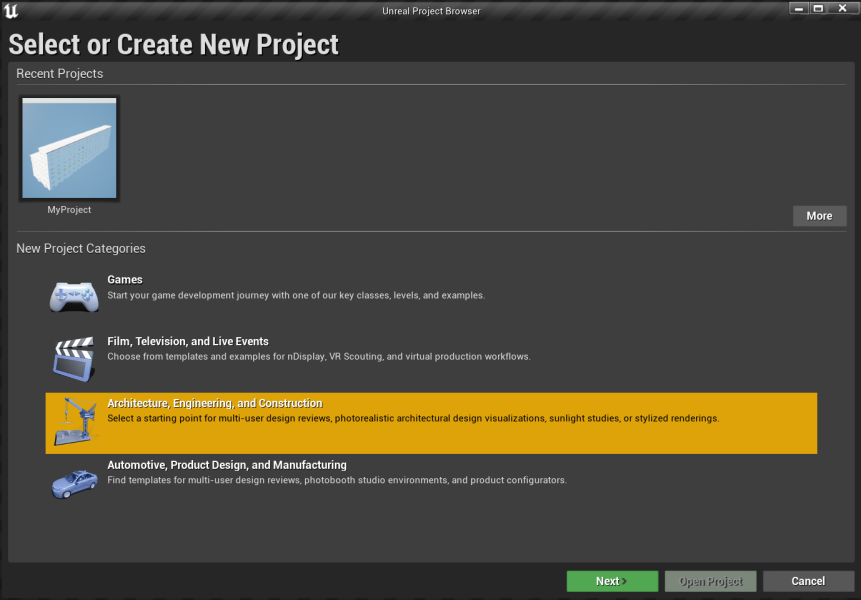 Unreal Project Browser
Select or Create New Project
Recent Projects
MyProject
More
New Project Categories
Games
Start your game development journey with one of our key classes, levels, and examples.
Film, Television, and Live Events
Choose from templates and examples for nDisplay, VR Scouting, and virtual production workflows.
Architecture, Engineering, and Construction
Select a starting point for multi-user design reviews, photorealistic architectural design visualizations, sunlight studies, or stylized renderings.
Automotive, Product Design, and Manufacturing
Find templates for multi-user design reviews, photobooth studio environments, and product configurators.
Next >
Open Project
Cancel